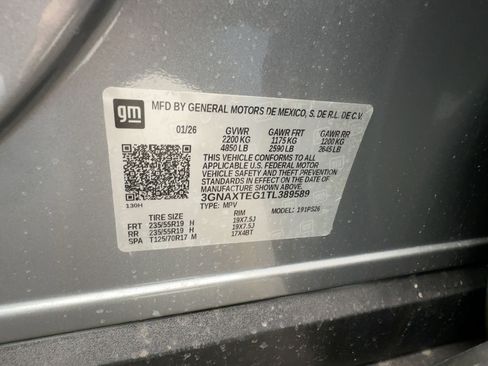 gm
MFD BY GENERAL MOTORS DE MEXICO, S. DE R.L. DE C.V.
01/26 GVWR GAWR FRT GAWR RR
2200 KG 1175 KG 1200 KG
4850 LB 2590 LB 2645 LB
THIS VEHICLE CONFORMS TO ALL
APPLICABLE U.S. FEDERAL MOTOR
VEHICLE SAFETY AND THEFT PREVENTION
STANDARDS IN EFFECT ON THE DATE OF
MANUFACTURE SHOWN ABOVE.
3GNAXTEG1TL389589
130H TYPE: MPV MODEL: 191PS26
TIRE SIZE RIM
FRT 235/55R19 H 19X7.5J
RR 235/55R19 H 19X7.5J
SPA T125/70R17 M 17X4BT